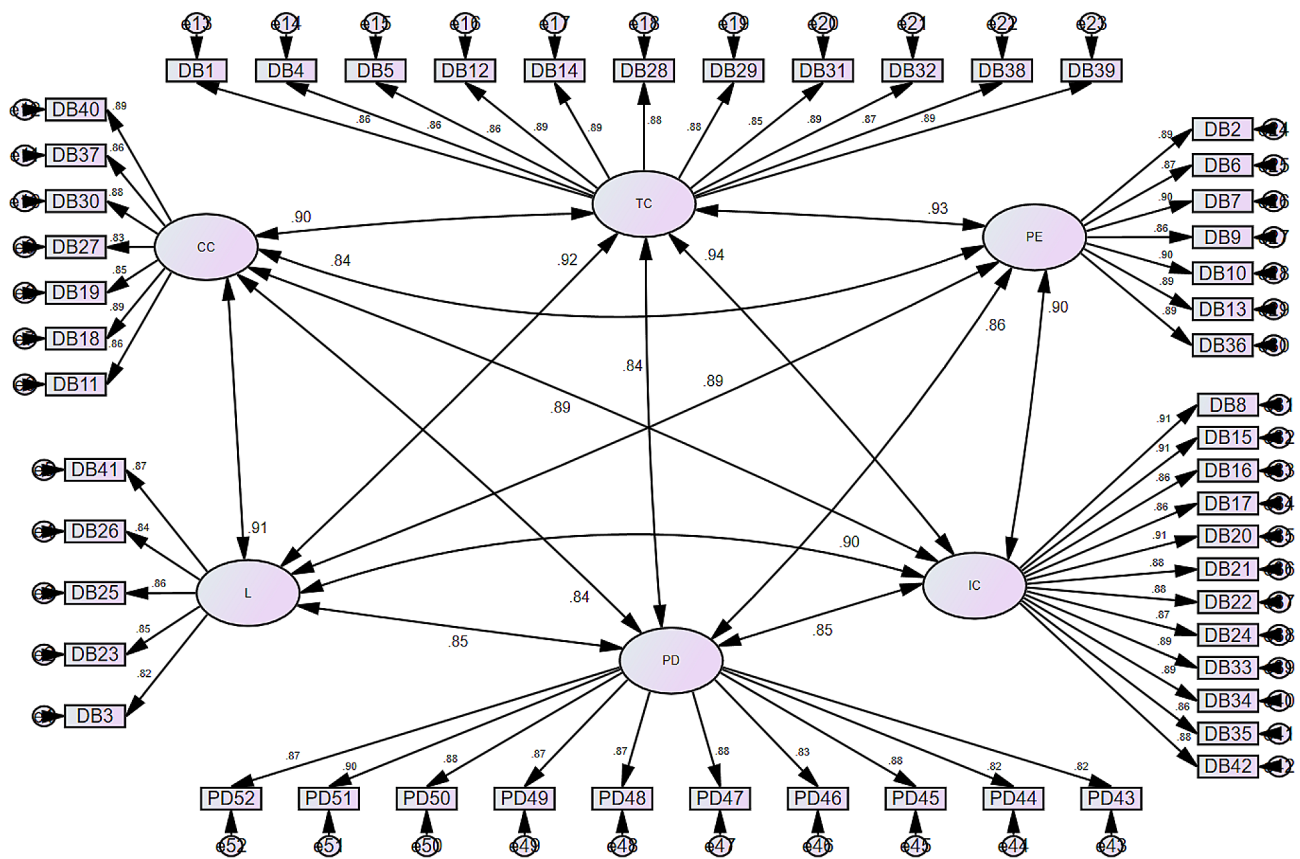 e13 e14 e15 e16 e17 e18 e19 e20 e21 e22 e23
DB1 DB4 DB5 DB12 DB14 DB28 DB29 DB31 DB32 DB38 DB39
.86 .86 .86 .89 .89 .88 .88 .85 .89 .87 .89
DB40 .89
DB37 .86
DB30 .88
DB27 .83
DB19 .85
DB18 .89
DB11 .86
CC
TC
PE
.89 DB2
.87 DB6
.90 DB7
.86 DB9
.90 DB10
.89 DB13
.89 DB36
.90
.93
.84
.92
.94
.86
.90
.84
.89
.89
DB41 .87
DB26 .84
DB25 .86
DB23 .85
DB3 .82
L
.91
.90
.84
.85
.85
PD
IC
.91 DB8
.91 DB15
.86 DB16
.86 DB17
.91 DB20
.88 DB21
.88 DB22
.87 DB24
.89 DB33
.89 DB34
.86 DB35
.88 DB42
.87 .90 .88 .87 .87 .88 .83 .88 .82 .82
PD52 PD51 PD50 PD49 PD48 PD47 PD46 PD45 PD44 PD43
e52 e51 e50 e49 e48 e47 e46 e45 e44 e43